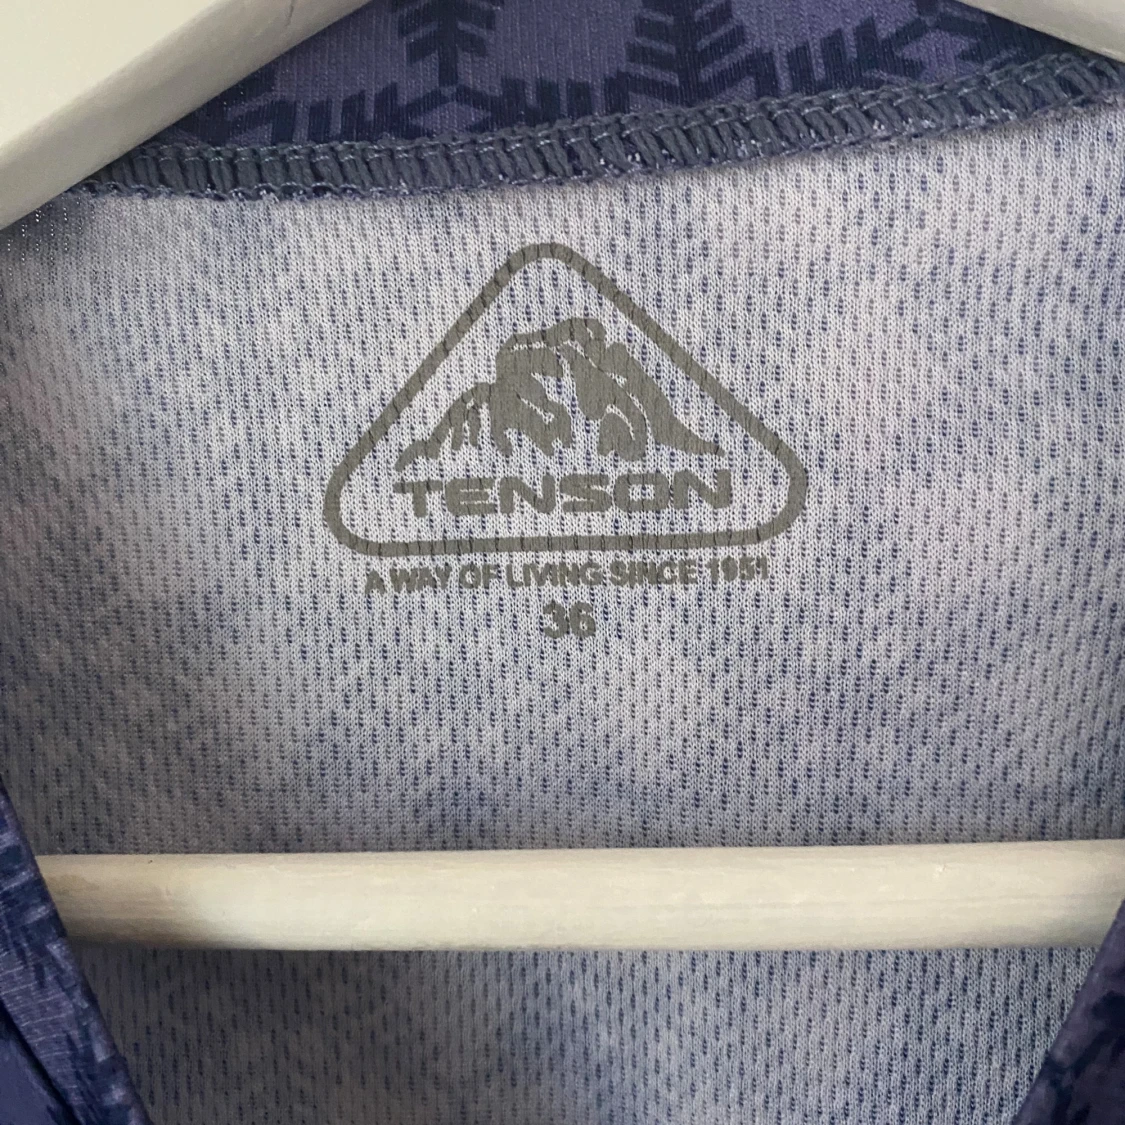 TENSON
A WAY OF LIVING SINCE 1951
36